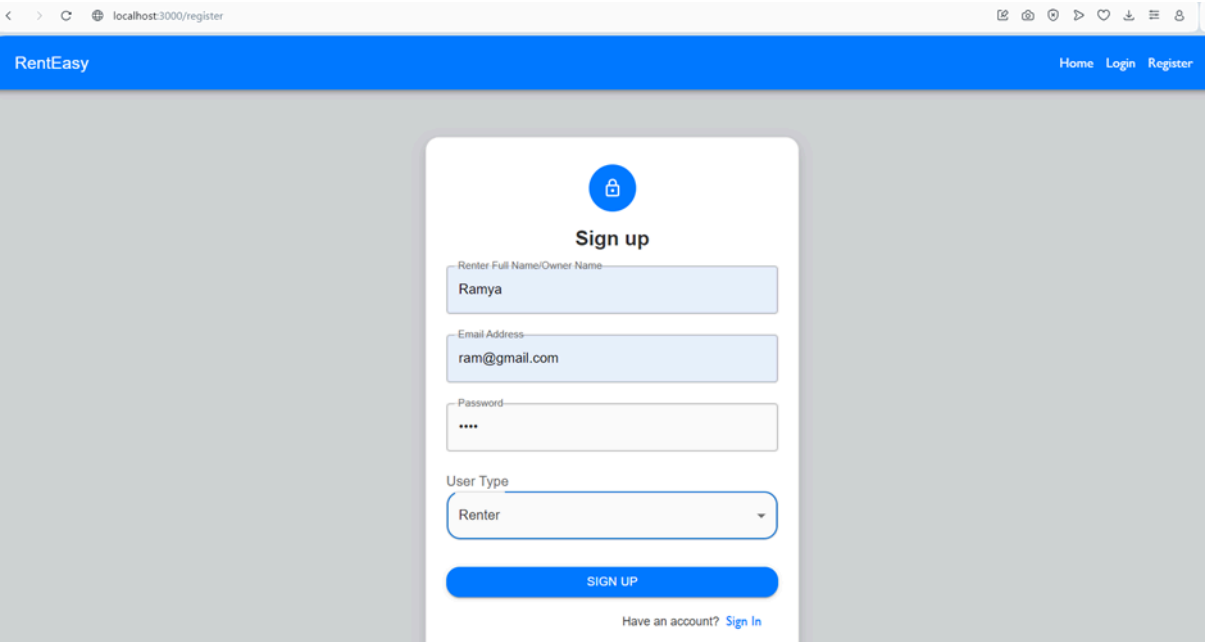 localhost:3000/register
RentEasy
Home Login Register
Sign up
Renter Full Name/Owner Name
Ramya
Email Address
ram@gmail.com
Password
••••
User Type
Renter
SIGN UP
Have an account? Sign In